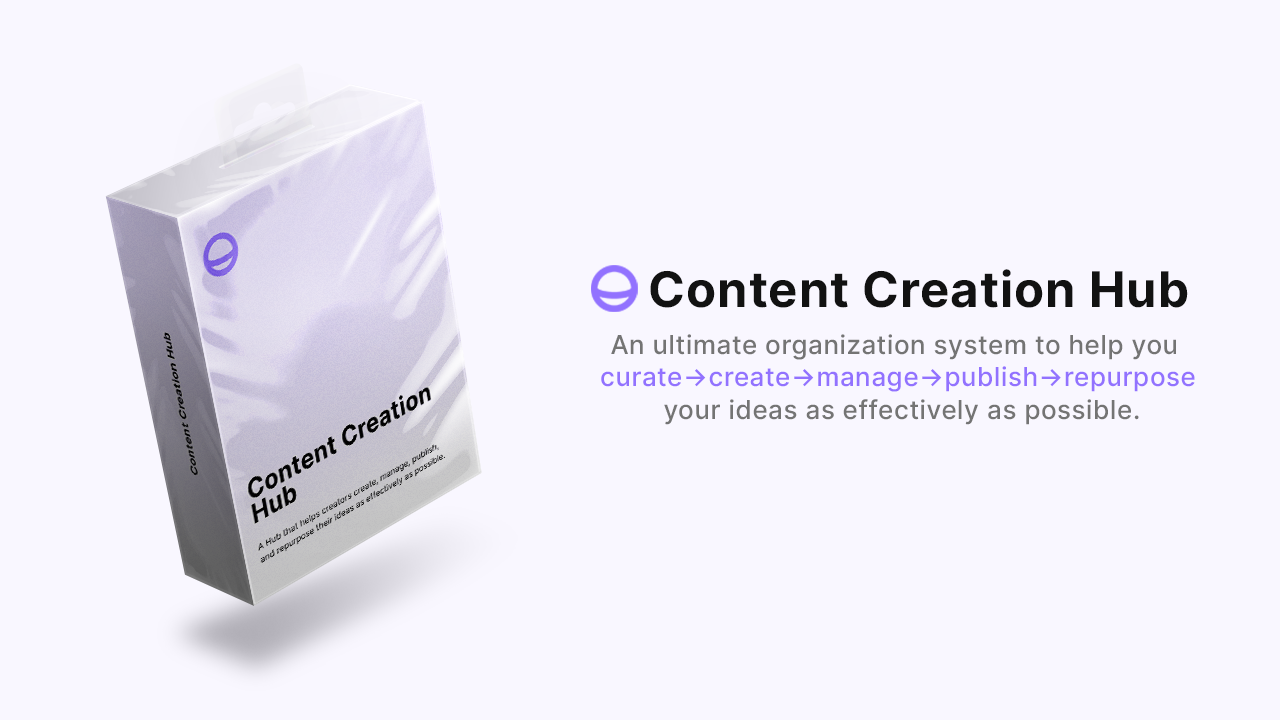 Content Creation Hub
Content Creation
Hub
A Hub that helps creators create, manage, publish,
and repurpose their ideas as effectively as possible.
Content Creation Hub
An ultimate organization system to help you
curate→create→manage→publish→repurpose
your ideas as effectively as possible.